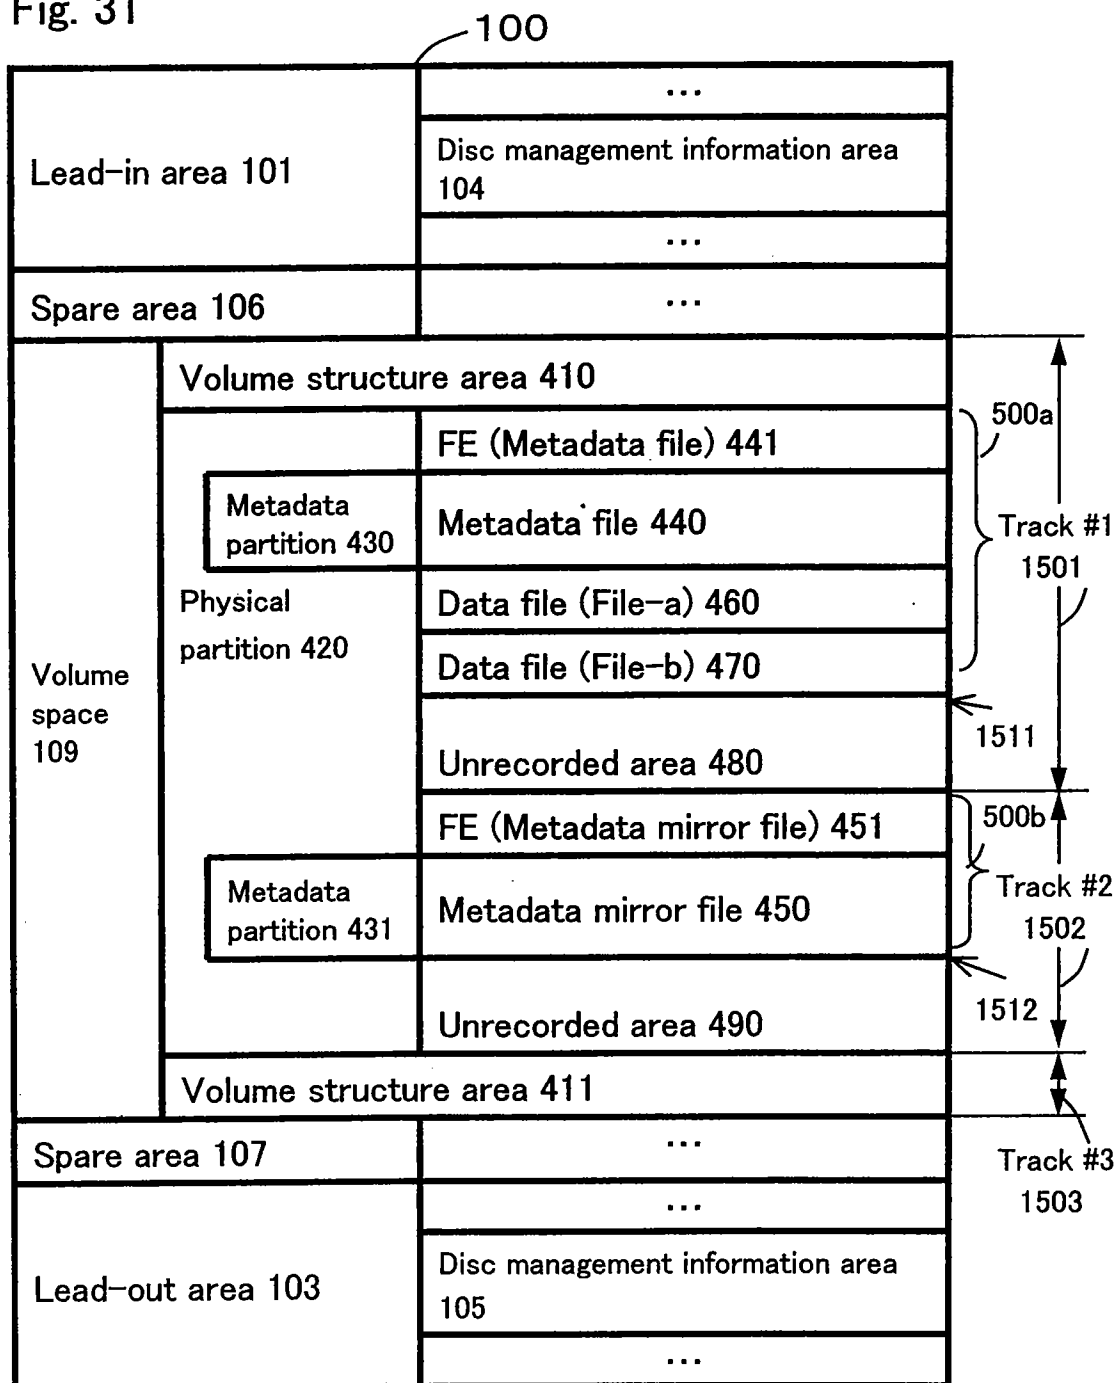 Fig. 31
100
...
Lead-in area 101
Disc management information area
104
...
Spare area 106
...
Volume structure area 410
500a
FE (Metadata file) 441
Metadata
partition 430
Metadata file 440
Track #1
1501
Physical
partition 420
Data file (File-a) 460
Data file (File-b) 470
Volume
space
109
1511
Unrecorded area 480
FE (Metadata mirror file) 451
500b
Metadata
partition 431
Metadata mirror file 450
Track #2
1502
1512
Unrecorded area 490
Volume structure area 411
Spare area 107
...
Track #3
1503
...
Lead-out area 103
Disc management information area
105
...